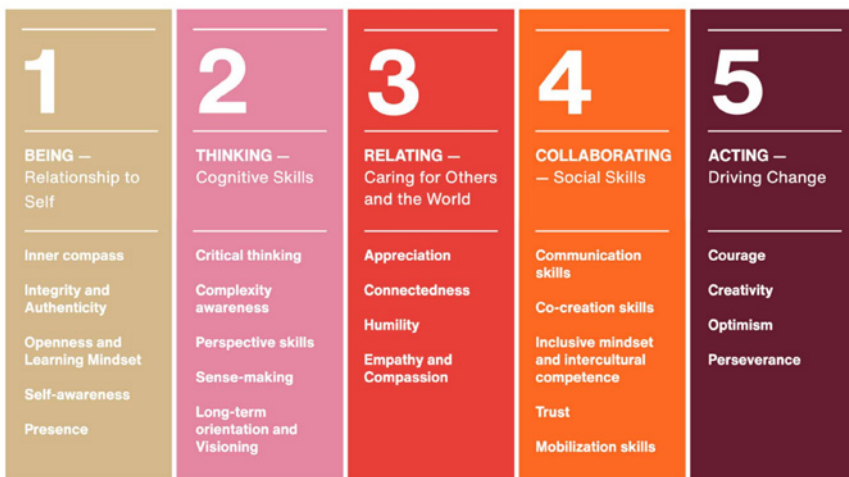 1
BEING —
Relationship to
Self
Inner compass
Integrity and
Authenticity
Openness and
Learning Mindset
Self-awareness
Presence
2
THINKING —
Cognitive Skills
Critical thinking
Complexity
awareness
Perspective skills
Sense-making
Long-term
orientation and
Visioning
3
RELATING —
Caring for Others
and the World
Appreciation
Connectedness
Humility
Empathy and
Compassion
4
COLLABORATING
— Social Skills
Communication
skills
Co-creation skills
Inclusive mindset
and intercultural
competence
Trust
Mobilization skills
5
ACTING —
Driving Change
Courage
Creativity
Optimism
Perseverance